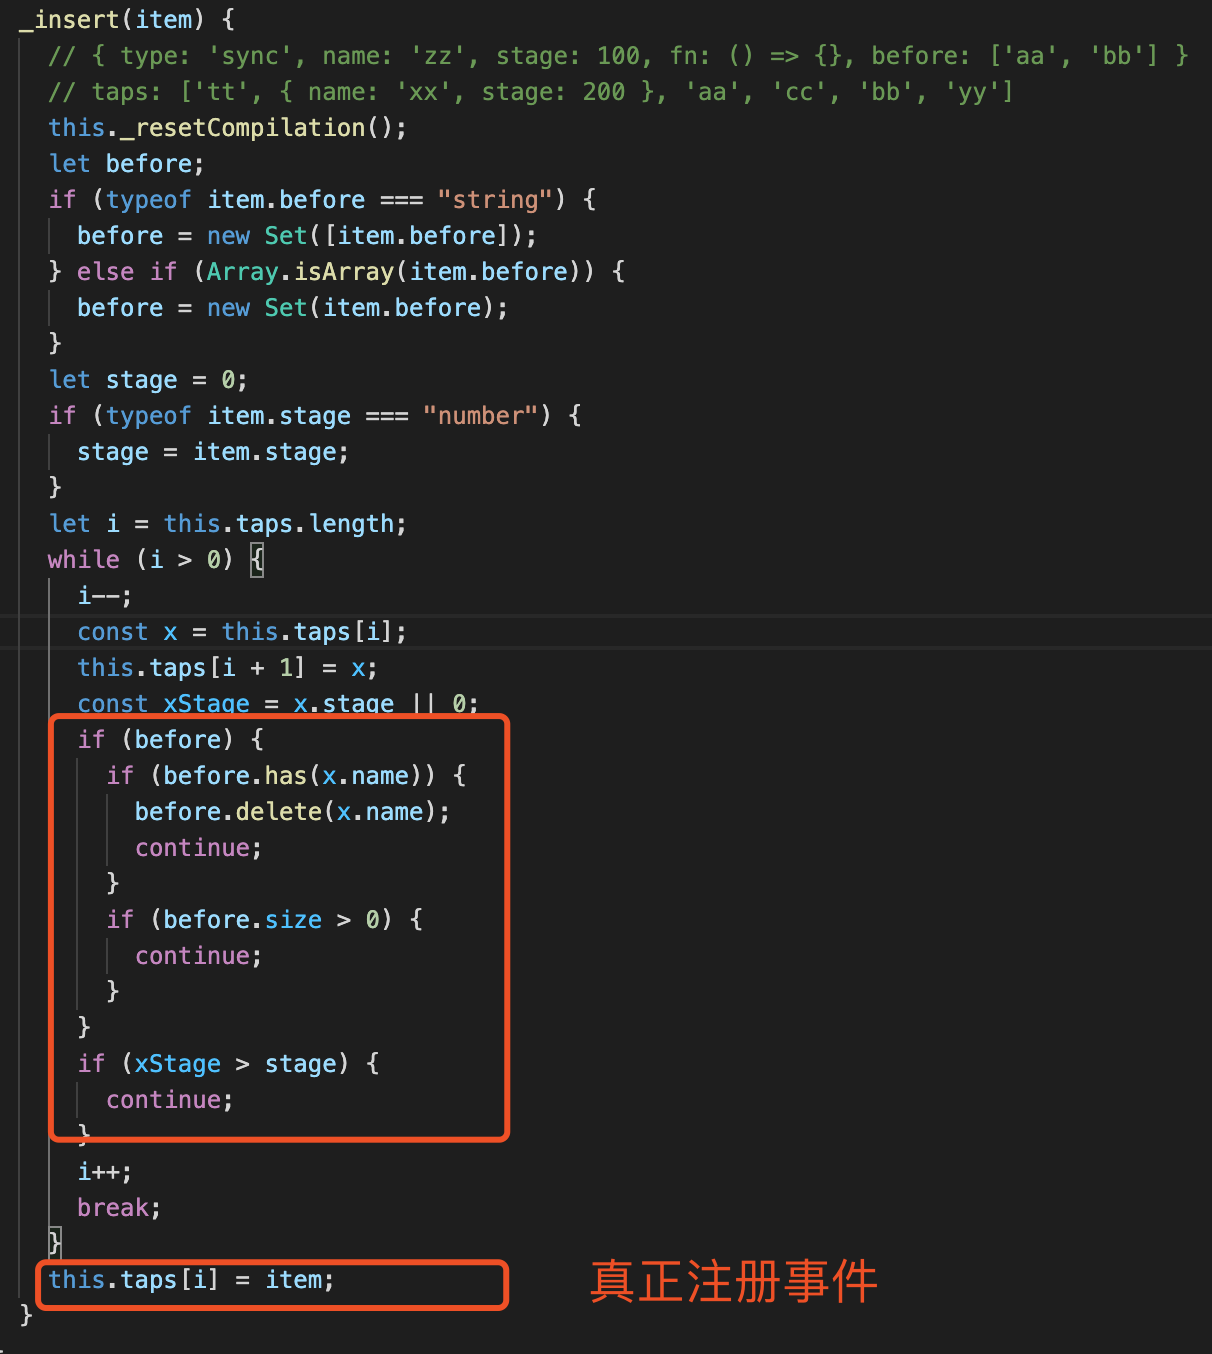 _insert(item) {
// { type: 'sync', name: 'zz', stage: 100, fn: () => {}, before: ['aa', 'bb'] }
// taps: ['tt', { name: 'xx', stage: 200 }, 'aa', 'cc', 'bb', 'yy']
this._resetCompilation();
let before;
if (typeof item.before === "string") {
before = new Set([item.before]);
} else if (Array.isArray(item.before)) {
before = new Set(item.before);
}
let stage = 0;
if (typeof item.stage === "number") {
stage = item.stage;
}
let i = this.taps.length;
while (i > 0) {
i--;
const x = this.taps[i];
this.taps[i + 1] = x;
const xStage = x.stage || 0;
if (before) {
if (before.has(x.name)) {
before.delete(x.name);
continue;
}
if (before.size > 0) {
continue;
}
}
if (xStage > stage) {
continue;
}
i++;
break;
}
this.taps[i] = item;
真正注册事件
}